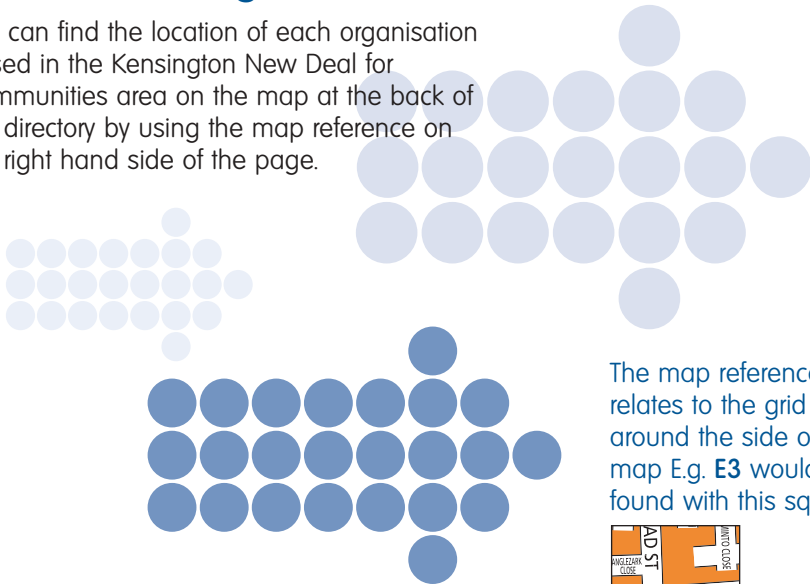 can find the location of each organisation
sed in the Kensington New Deal for
mmunities area on the map at the back of
directory by using the map reference on
right hand side of the page.
The map reference
relates to the grid
around the side o
map E.g. E3 would
found with this sq
AD ST
ANGLEZARK
CLOSE
MINTO CLOSE